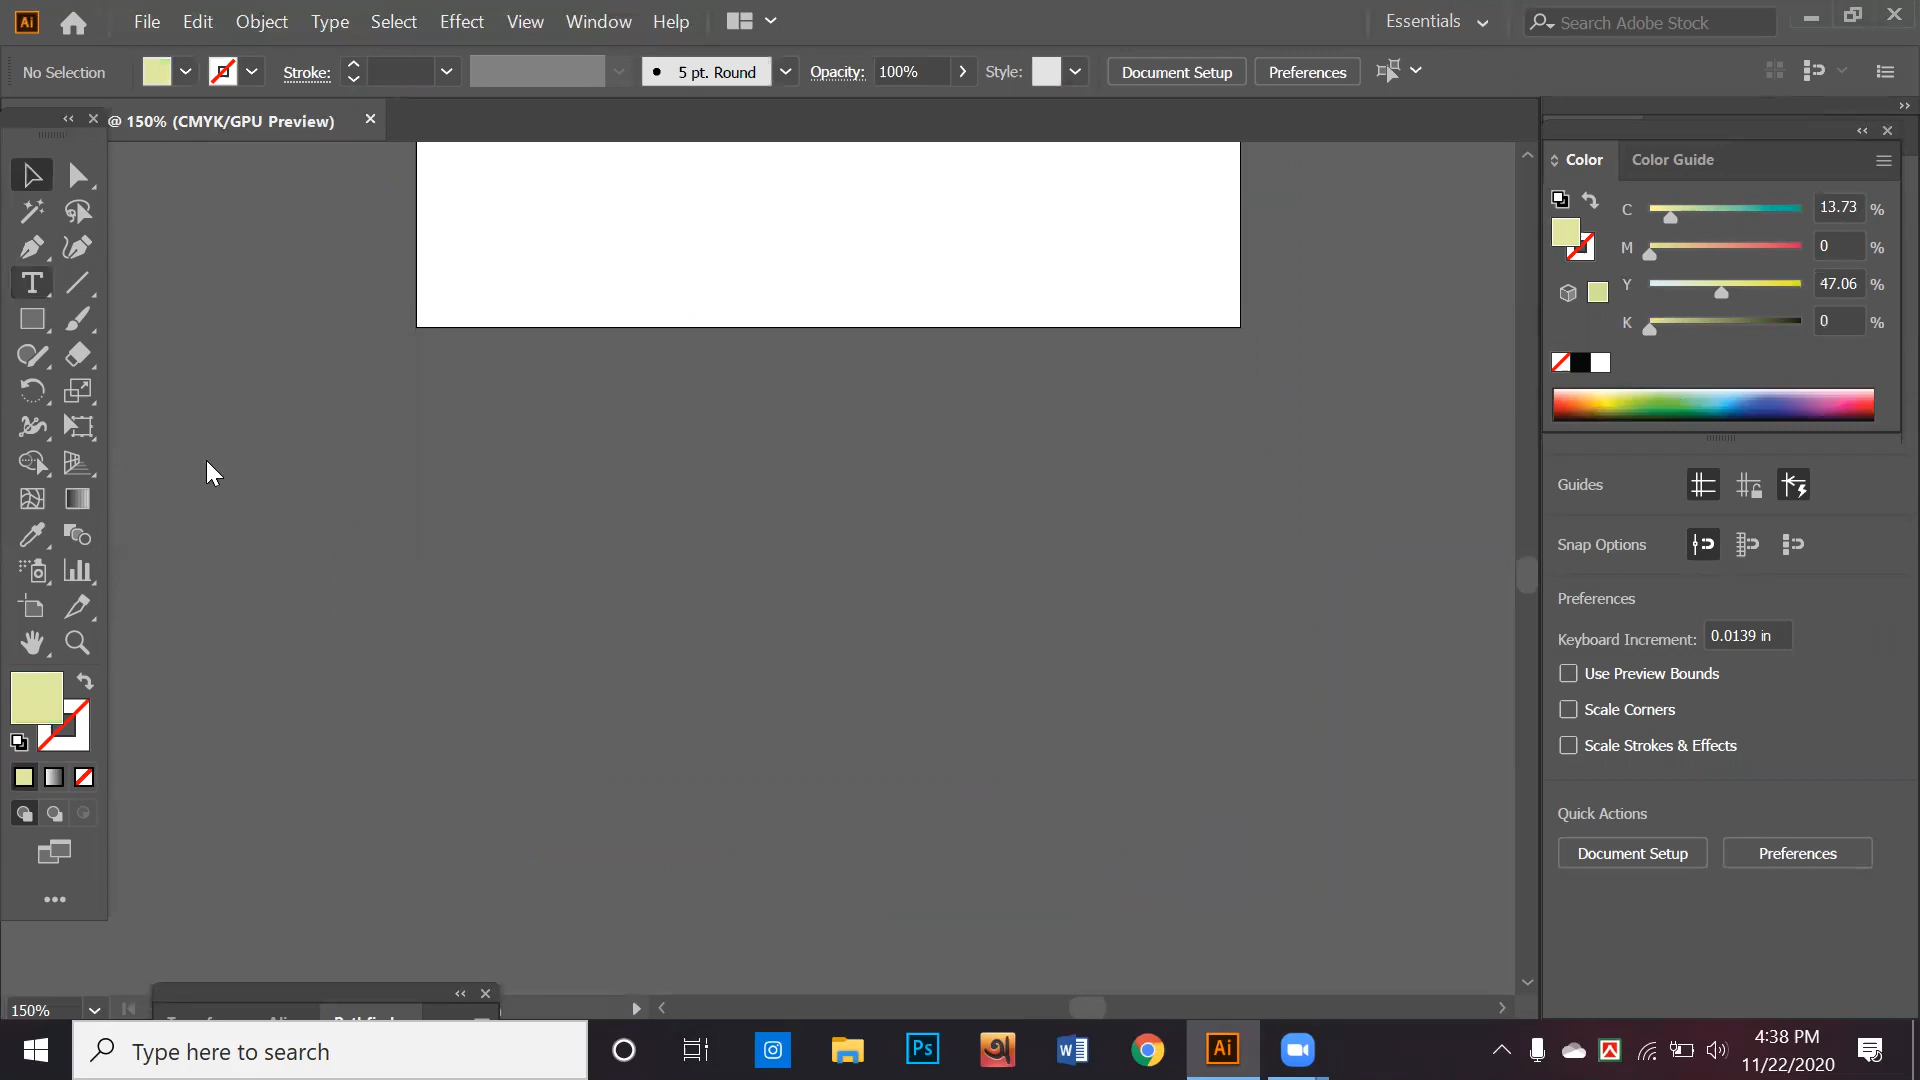 Ai File Edit Object Type Select Effect View Window Help Essentials Search Adobe Stock
No Selection Stroke: 5 pt. Round Opacity: 100% Style: Document Setup Preferences
@ 150% (CMYK/GPU Preview)
Color Color Guide
C 13.73 %
M 0 %
Y 47.06 %
K 0 %
Guides
Snap Options
Preferences
Keyboard Increment: 0.0139 in
Use Preview Bounds
Scale Corners
Scale Strokes & Effects
Quick Actions
Document Setup Preferences
150%
Type here to search Ps Ai 4:38 PM
11/22/2020